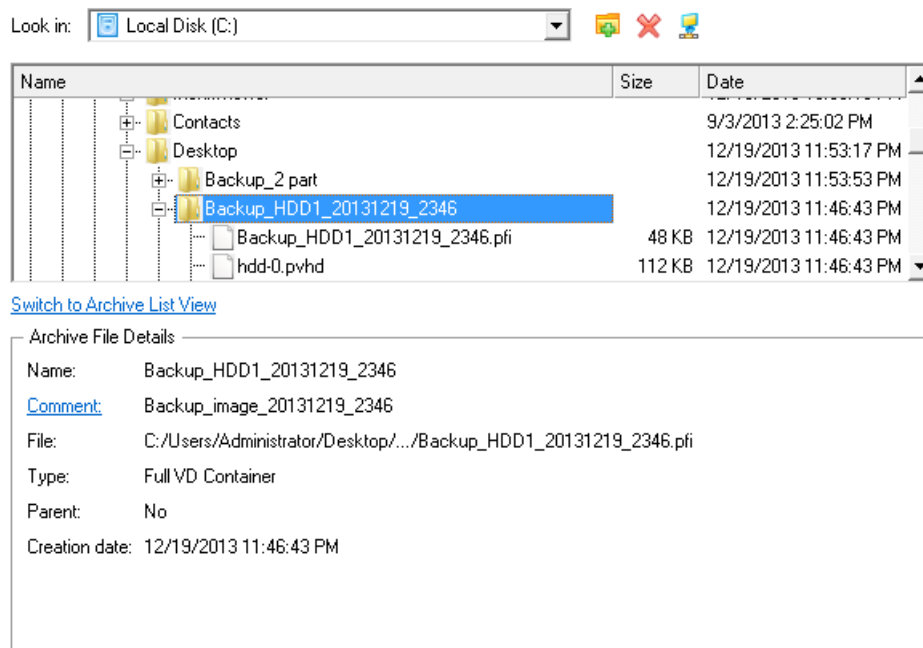 Look in: Local Disk (C:)
Name Size Date
Contacts 9/3/2013 2:25:02 PM
Desktop 12/19/2013 11:53:17 PM
Backup_2 part 12/19/2013 11:53:53 PM
Backup_HDD1_20131219_2346 12/19/2013 11:46:43 PM
Backup_HDD1_20131219_2346.pfi 48 KB 12/19/2013 11:46:43 PM
hdd-0.pvhd 112 KB 12/19/2013 11:46:43 PM
Switch to Archive List View
Archive File Details
Name: Backup_HDD1_20131219_2346
Comment: Backup_image_20131219_2346
File: C:/Users/Administrator/Desktop/.../Backup_HDD1_20131219_2346.pfi
Type: Full VD Container
Parent: No
Creation date: 12/19/2013 11:46:43 PM